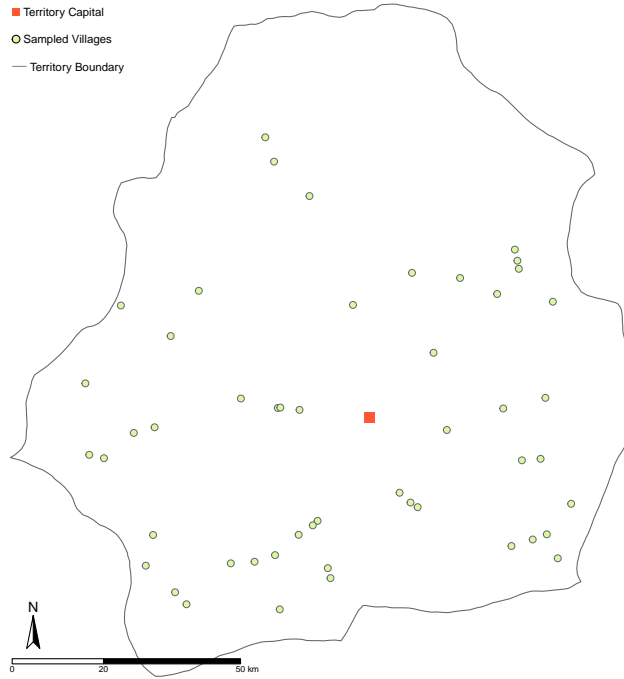 Territory Capital
Sampled Villages
Territory Boundary
N
0 20 50 km